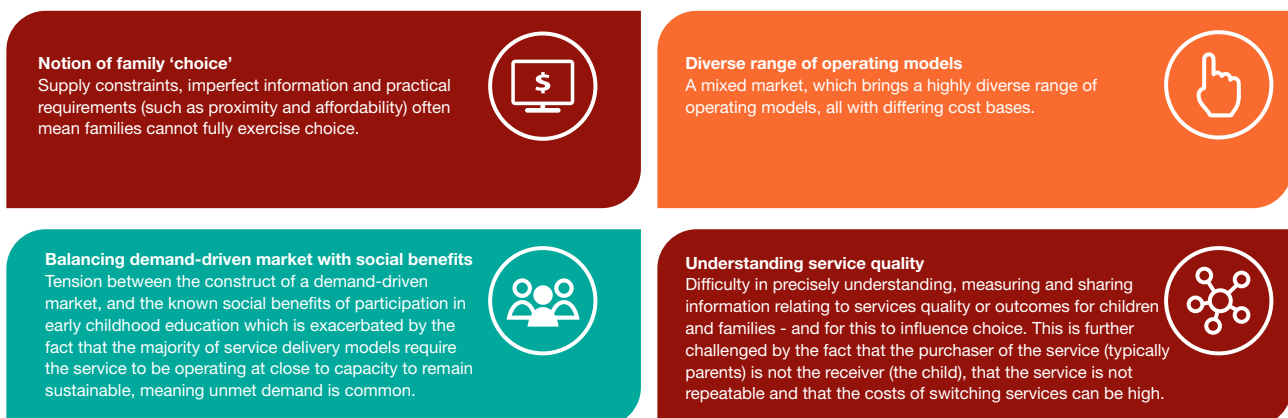 Notion of family ‘choice’
Supply constraints, imperfect information and practical
requirements (such as proximity and affordability) often
mean families cannot fully exercise choice.
$
Diverse range of operating models
A mixed market, which brings a highly diverse range of
operating models, all with differing cost bases.
Balancing demand-driven market with social benefits
Tension between the construct of a demand-driven
market, and the known social benefits of participation in
early childhood education which is exacerbated by the
fact that the majority of service delivery models require
the service to be operating at close to capacity to remain
sustainable, meaning unmet demand is common.
Understanding service quality
Difficulty in precisely understanding, measuring and sharing
information relating to services quality or outcomes for children
and families - and for this to influence choice. This is further
challenged by the fact that the purchaser of the service (typically
parents) is not the receiver (the child), that the service is not
repeatable and that the costs of switching services can be high.